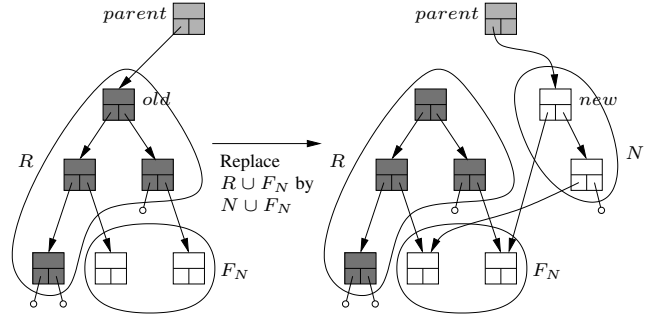 parent
old
R
F_N
Replace
R ∪ F_N by
N ∪ F_N
parent
new
R
N
F_N